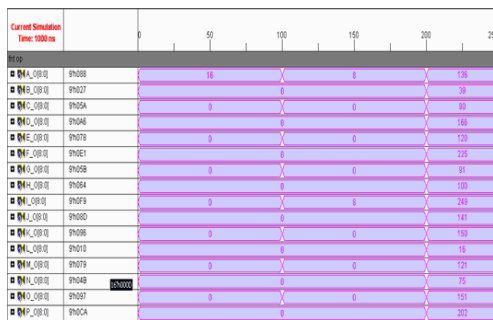 Current Simulation
Time: 1000 ns
0 50 100 150 200 250
fht op
A_O[8:0] 9'h088 16 8 136
B_O[8:0] 9'h027 0 39
C_O[8:0] 9'h05A 0 0 90
D_O[8:0] 9'h0A6 0 166
E_O[8:0] 9'h078 0 0 120
F_O[8:0] 9'h0E1 0 225
G_O[8:0] 9'h05B 0 0 91
H_O[8:0] 9'h064 0 100
I_O[8:0] 9'h0F9 0 8 249
J_O[8:0] 9'h08D 0 141
K_O[8:0] 9'h096 0 0 150
L_O[8:0] 9'h010 0 16
M_O[8:0] 9'h079 0 0 121
N_O[8:0] 9'h04B 0 75
16'h0000
O_O[8:0] 9'h097 0 0 151
P_O[8:0] 9'h0CA 0 202